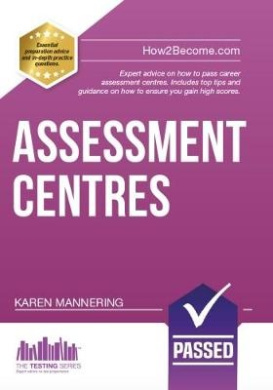 Essential
preparation advice
and in-depth practice
questions.
How2Become.com
Expert advice on how to pass career
assessment centres. Includes top tips and
guidance on how to ensure you gain high scores.
ASSESSMENT
CENTRES
KAREN MANNERING
PASSED
THE TESTING SERIES